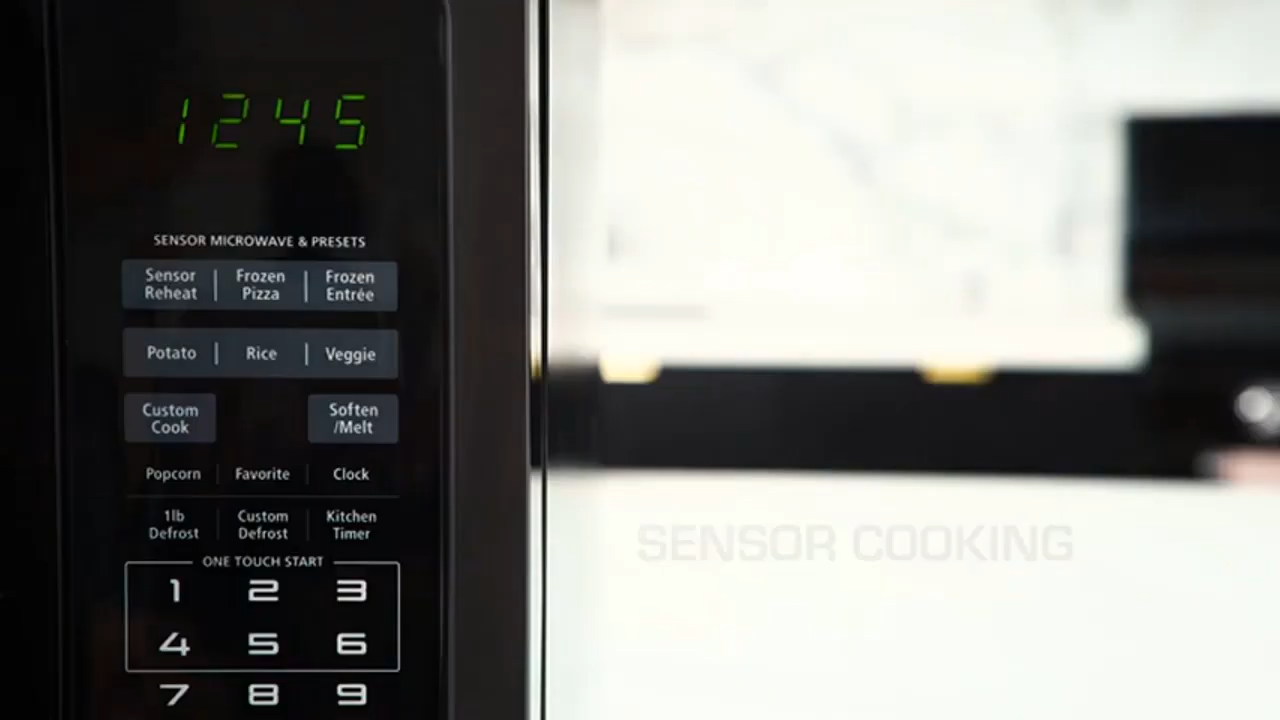 1245
SENSOR MICROWAVE & PRESETS
Sensor Reheat | Frozen Pizza | Frozen Entrée
Potato | Rice | Veggie
Custom Cook
Soften /Melt
Popcorn | Favorite | Clock
1lb Defrost | Custom Defrost | Kitchen Timer
SENSOR COOKING
ONE TOUCH START
1 2 3
4 5 6
7 8 9